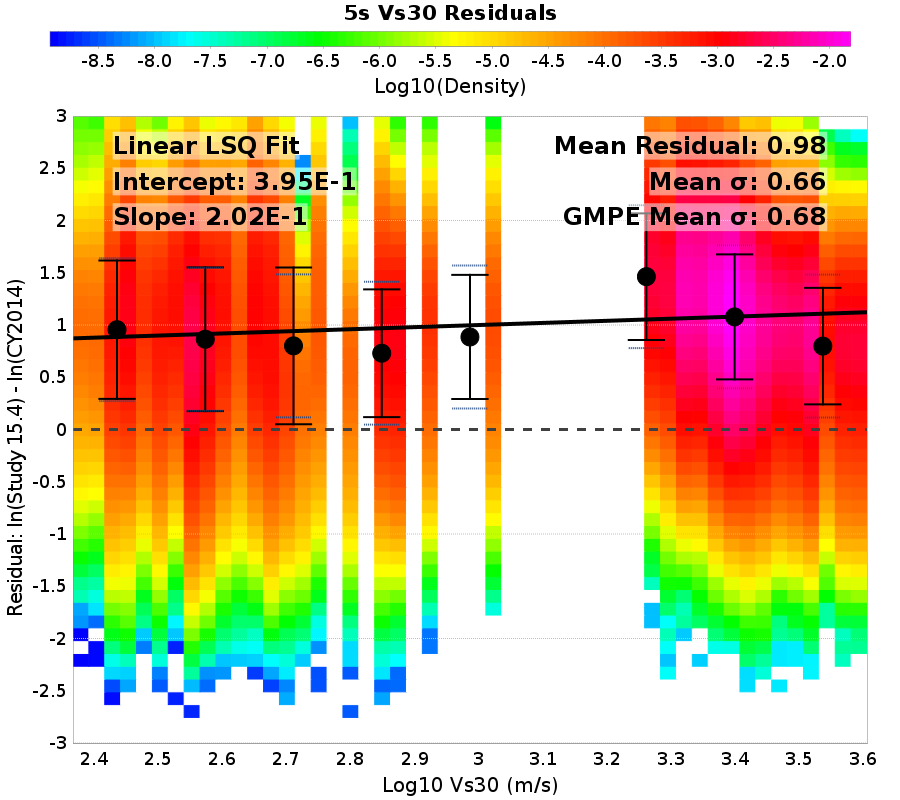 5s Vs30 Residuals
-8.5 -8.0 -7.5 -7.0 -6.5 -6.0 -5.5 -5.0 -4.5 -4.0 -3.5 -3.0 -2.5 -2.0
Log10(Density)
Linear LSQ Fit
Intercept: 3.95E-1
Slope: 2.02E-1
Mean Residual: 0.98
Mean σ: 0.66
GMPE Mean σ: 0.68
Residual: ln(Study 15.4) - ln(CY2014)
3
2.5
2
1.5
1
0.5
0
-0.5
-1
-1.5
-2
-2.5
-3
2.4 2.5 2.6 2.7 2.8 2.9 3 3.1 3.2 3.3 3.4 3.5 3.6
Log10 Vs30 (m/s)